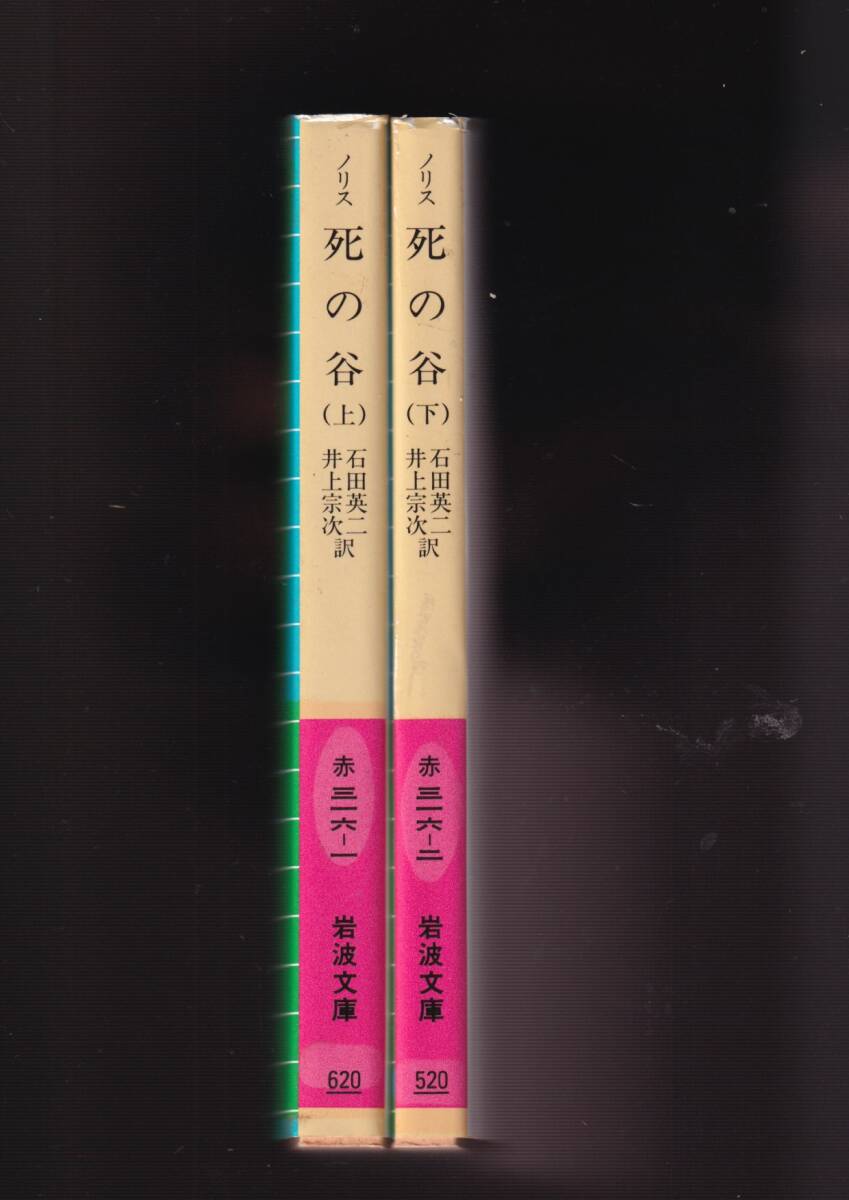 ノリス
死の谷
(上)
石田英二
井上宗次訳
赤 三一六-一
岩波文庫
620
ノリス
死の谷
(下)
石田英二
井上宗次訳
赤 三一六-二
岩波文庫
520